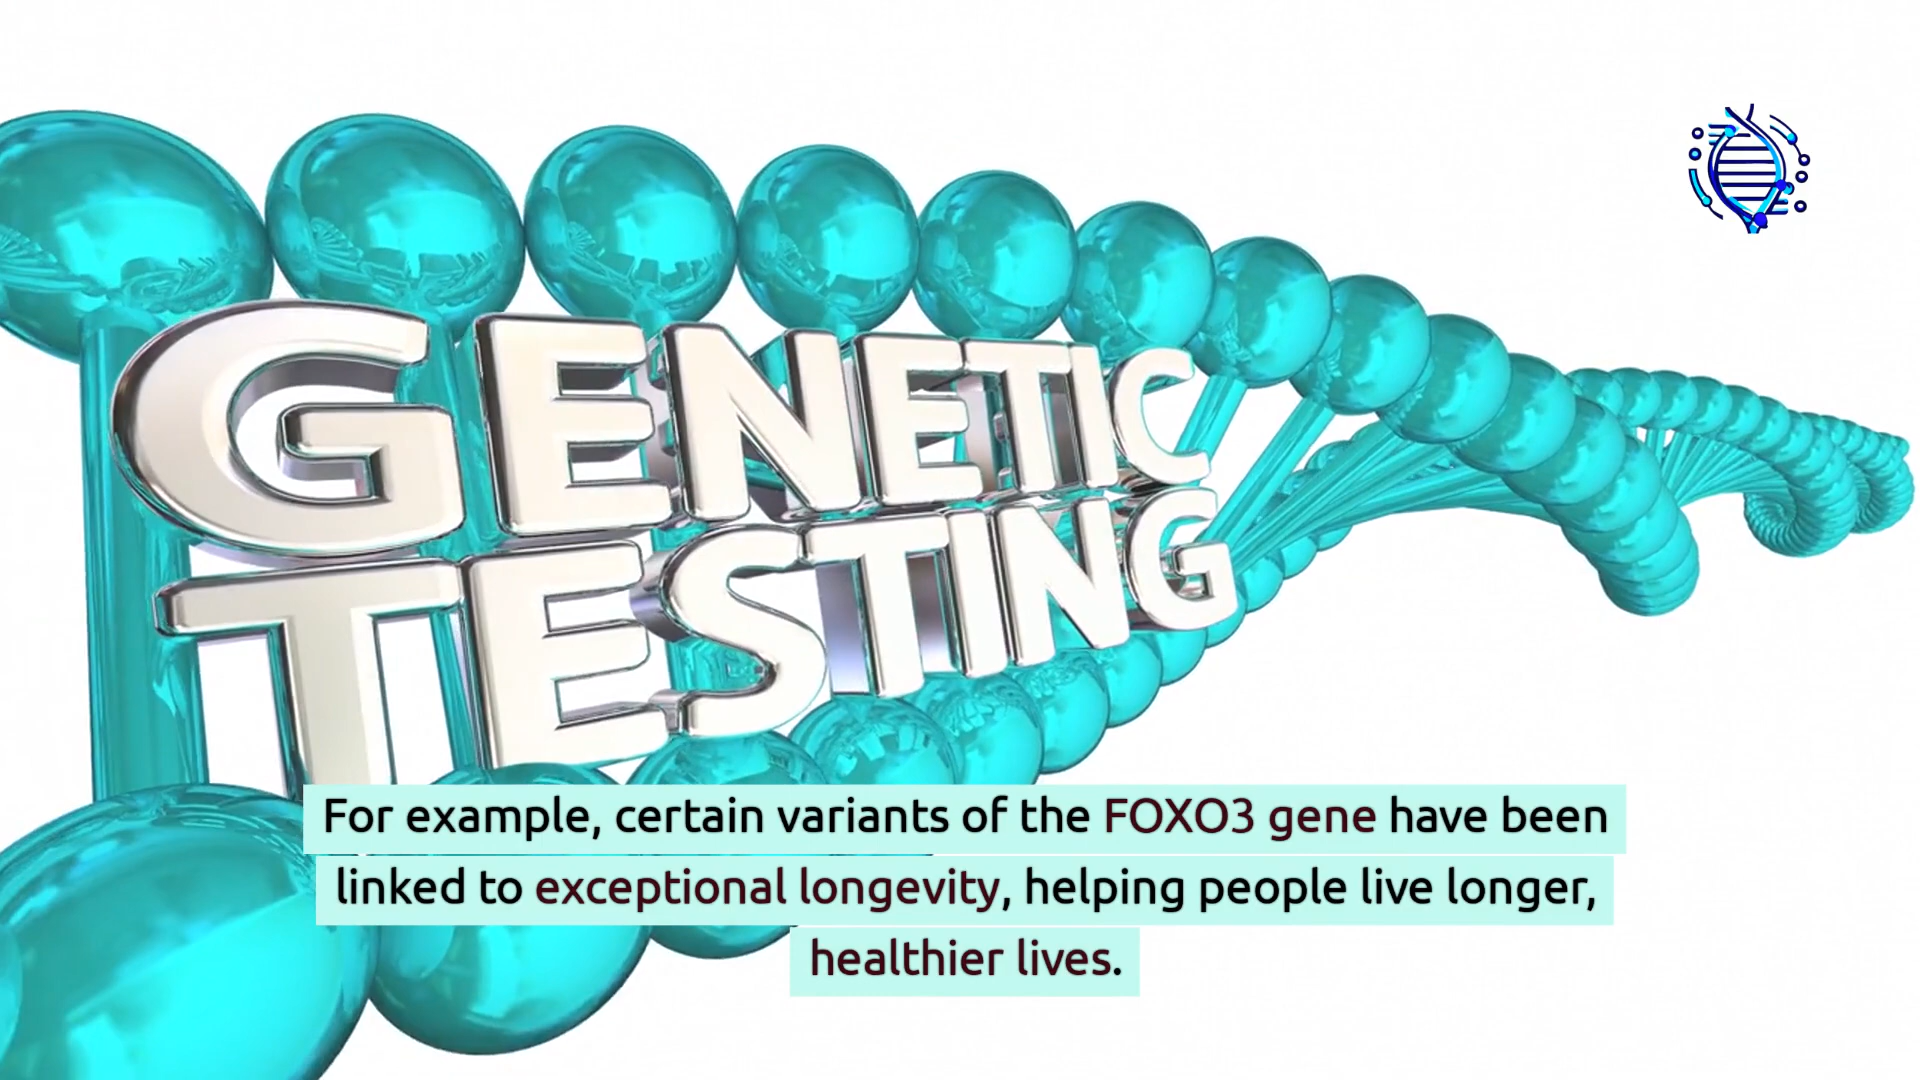 GENETIC
TESTING
For example, certain variants of the FOXO3 gene have been
linked to exceptional longevity, helping people live longer,
healthier lives.